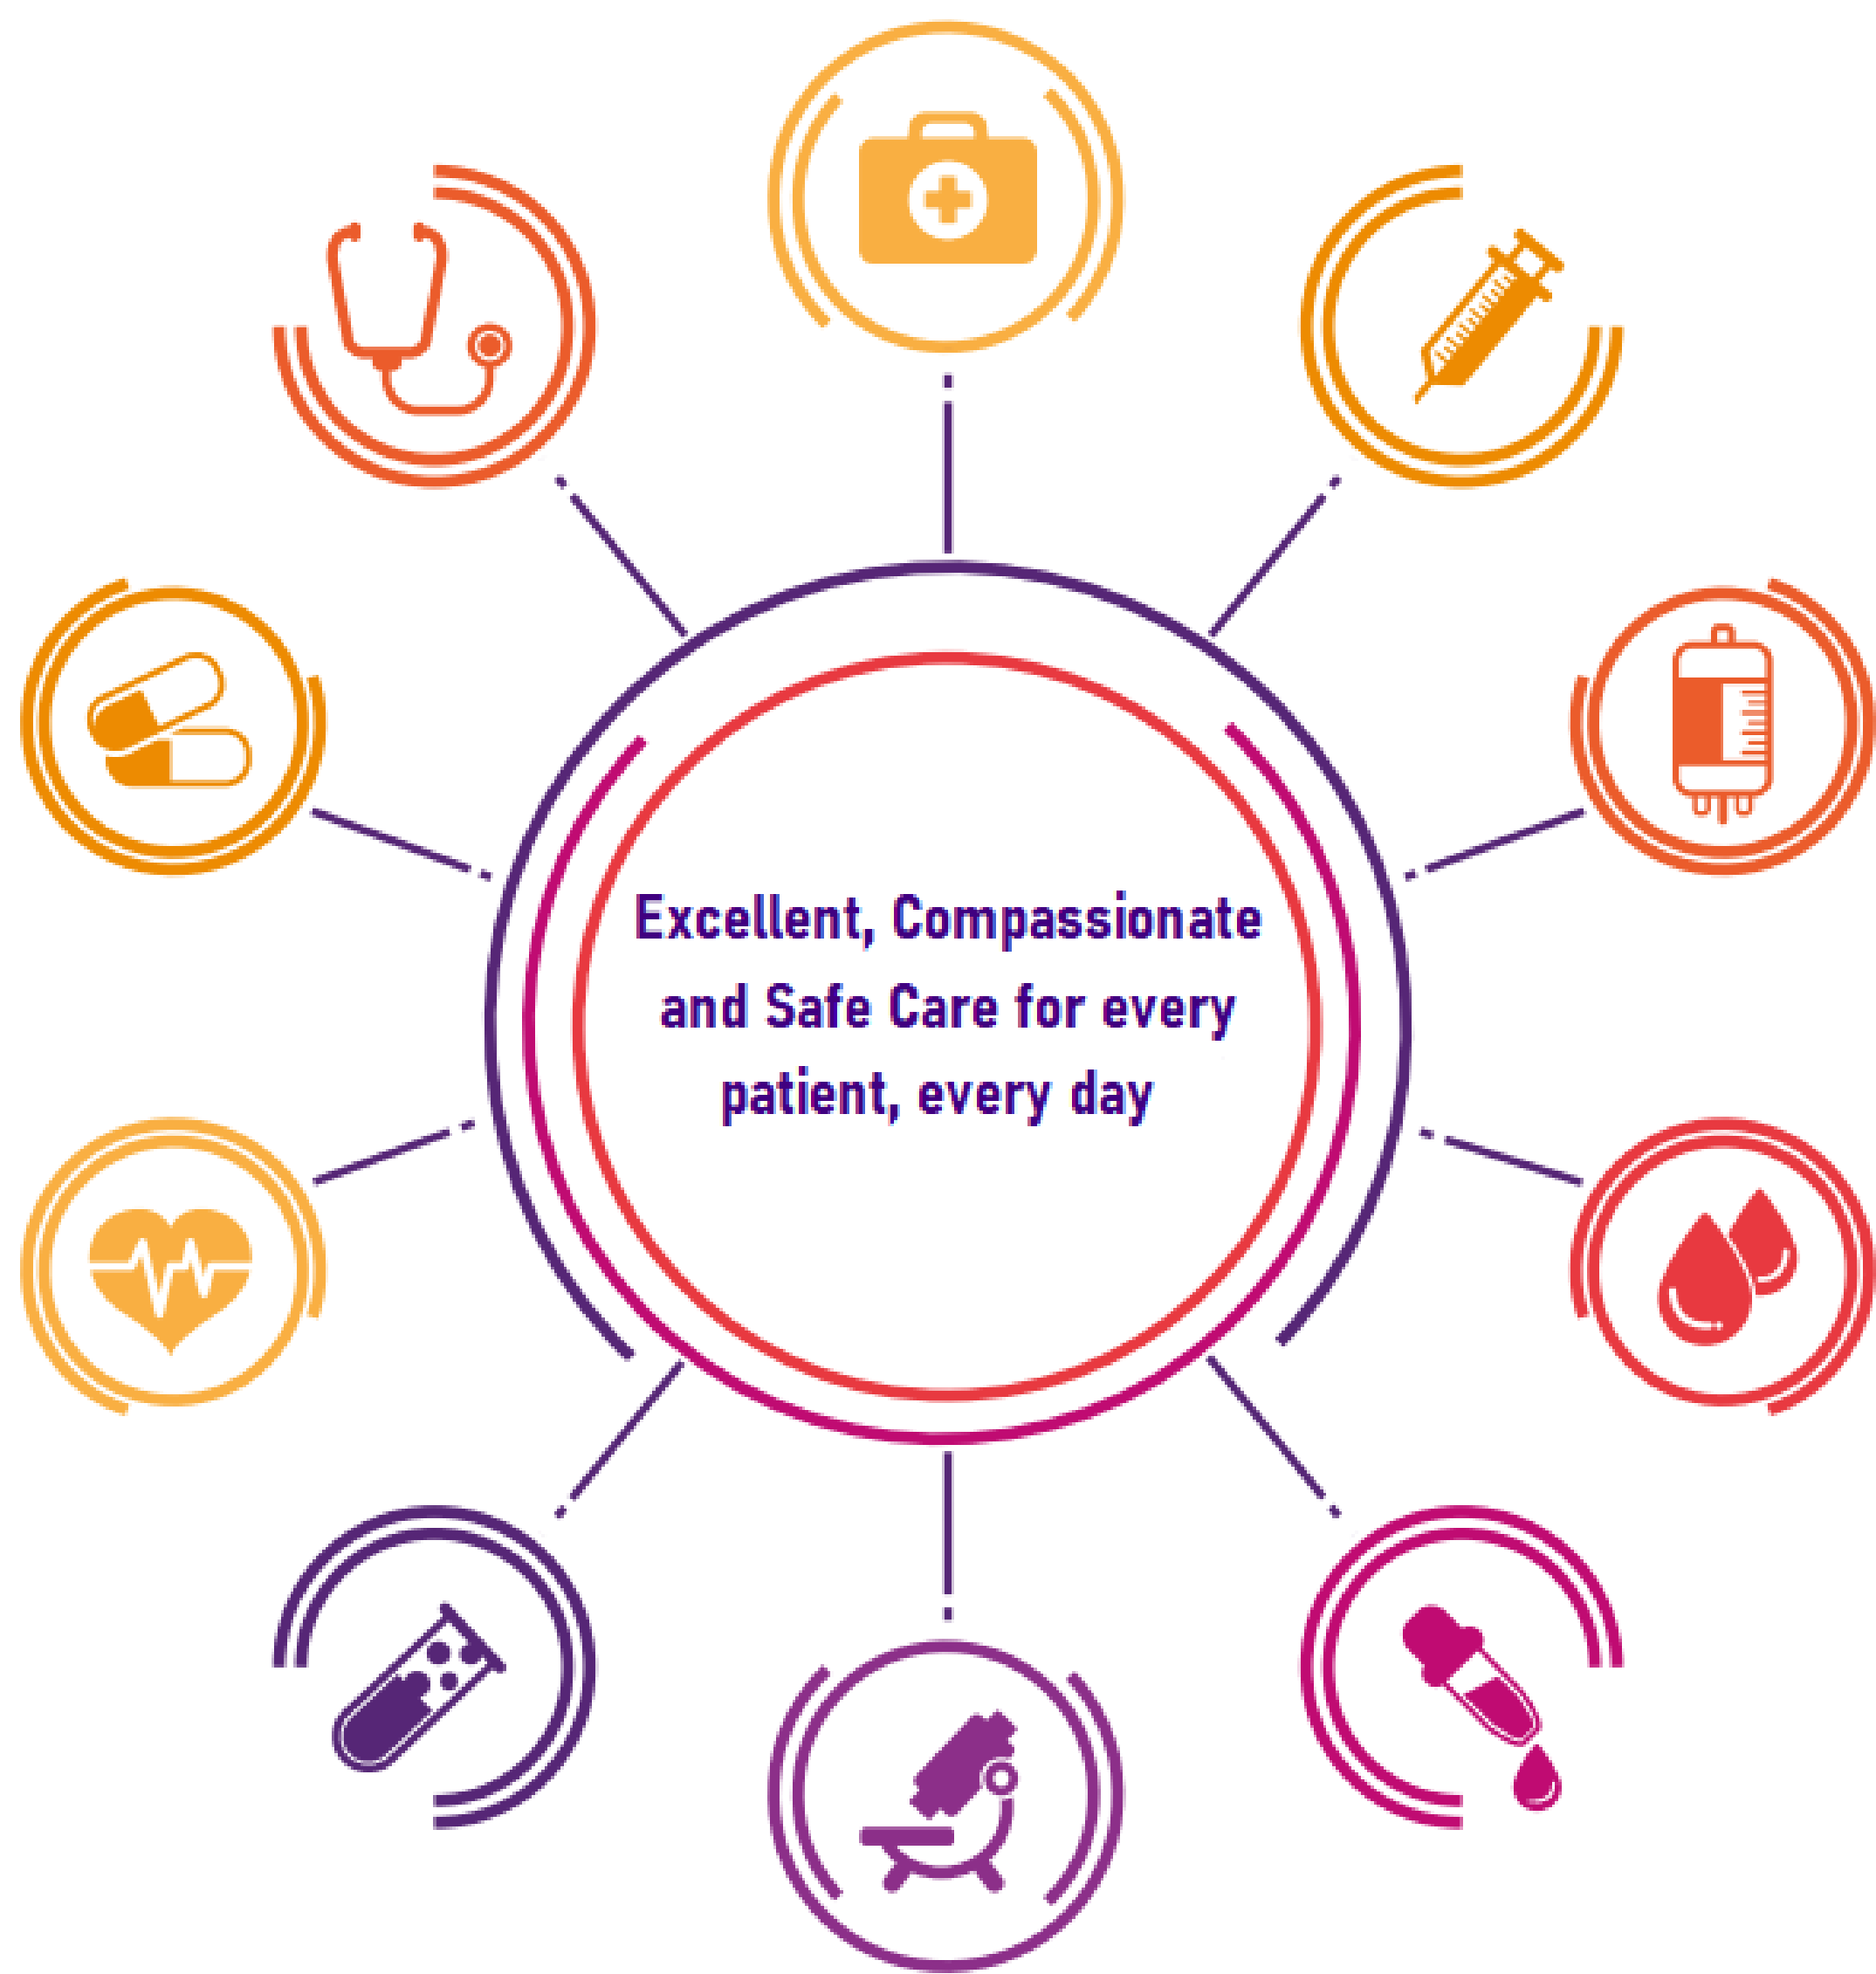 Excellent, Compassionate
and Safe Care for every
patient, every day